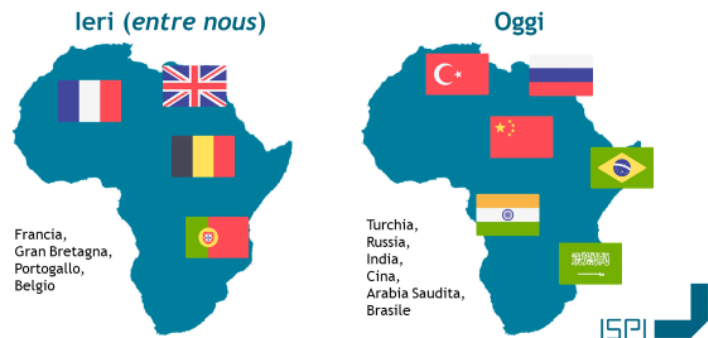 Ieri (entre nous)
Francia,
Gran Bretagna,
Portogallo,
Belgio
Oggi
Turchia,
Russia,
India,
Cina,
Arabia Saudita,
Brasile
ISPI